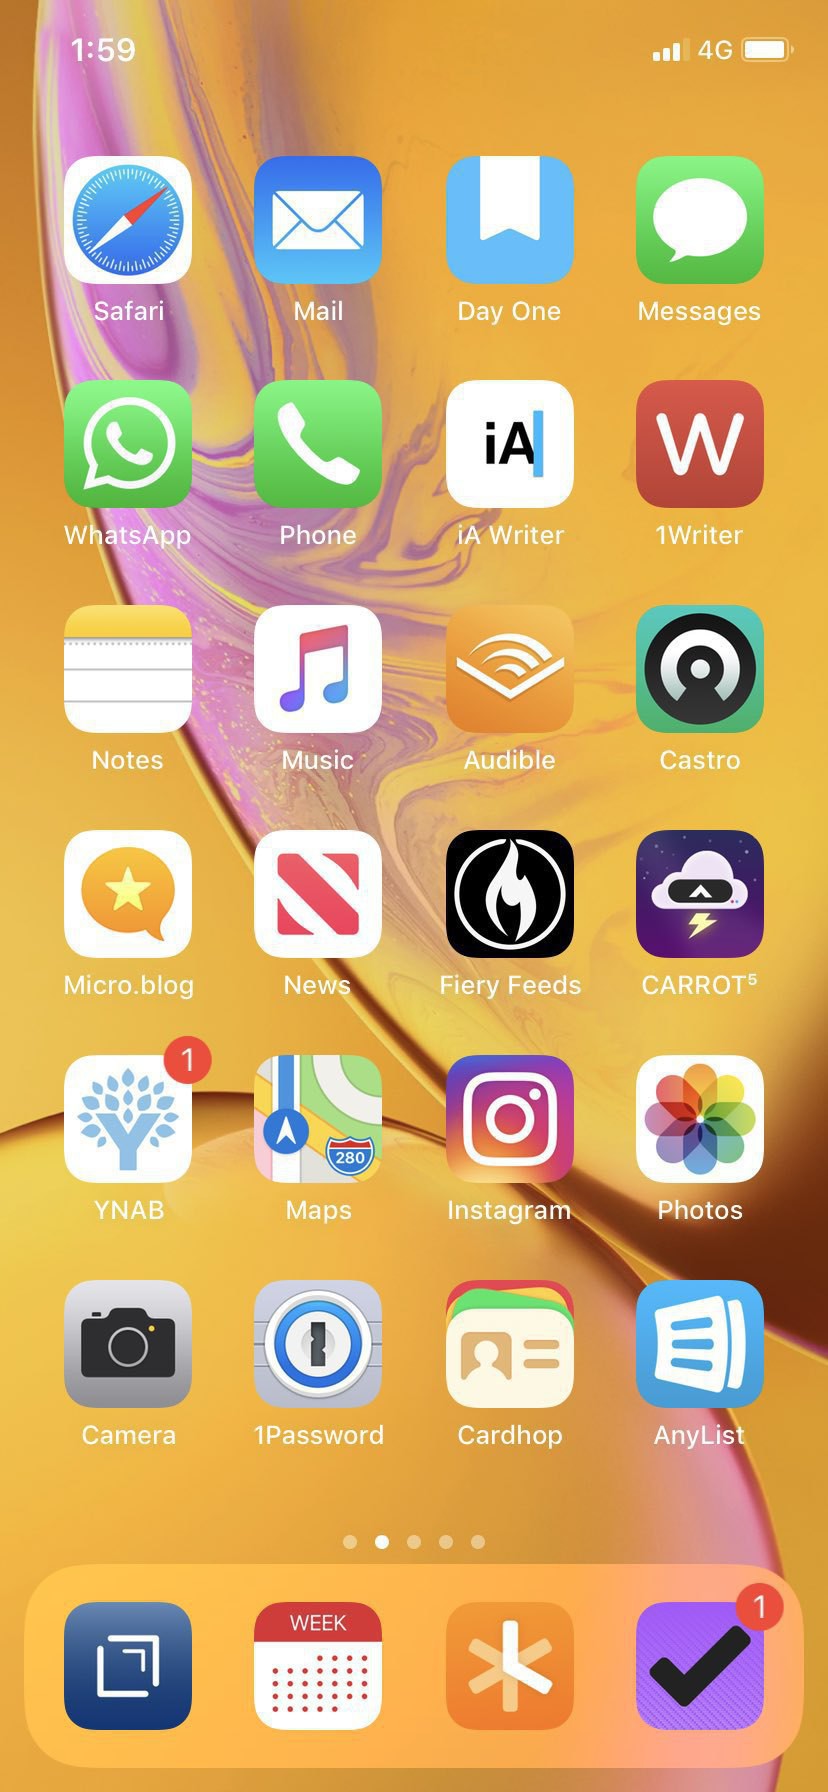 1:59 4G
Safari Mail Day One Messages
iA W
WhatsApp Phone iA Writer 1Writer
Notes Music Audible Castro
Micro.blog News Fiery Feeds CARROT⁵
1
280
YNAB Maps Instagram Photos
Camera 1Password Cardhop AnyList
1
WEEK